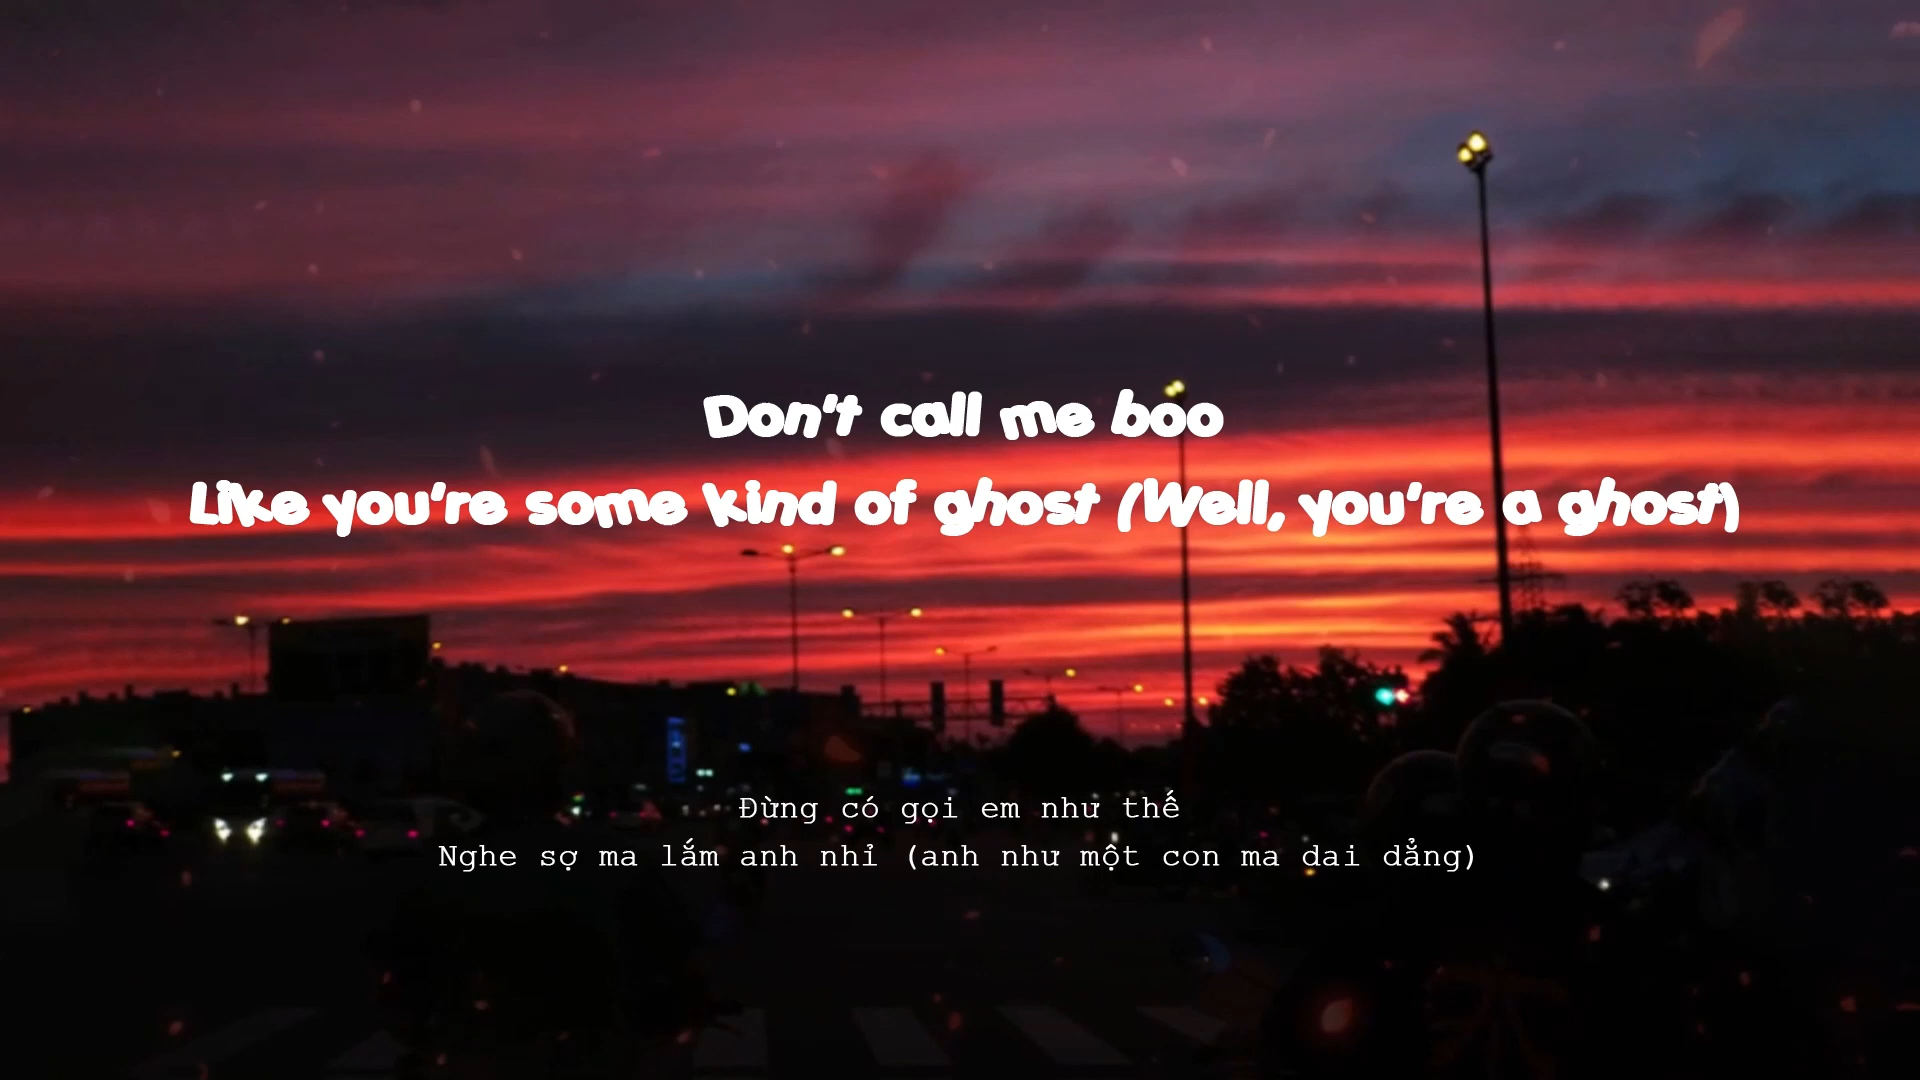 Don't call me boo
Like you're some kind of ghost (Well, you're a ghost)
Đừng có gọi em như thế
Nghe sợ ma lắm anh nhỉ (anh như một con ma dai dẳng)